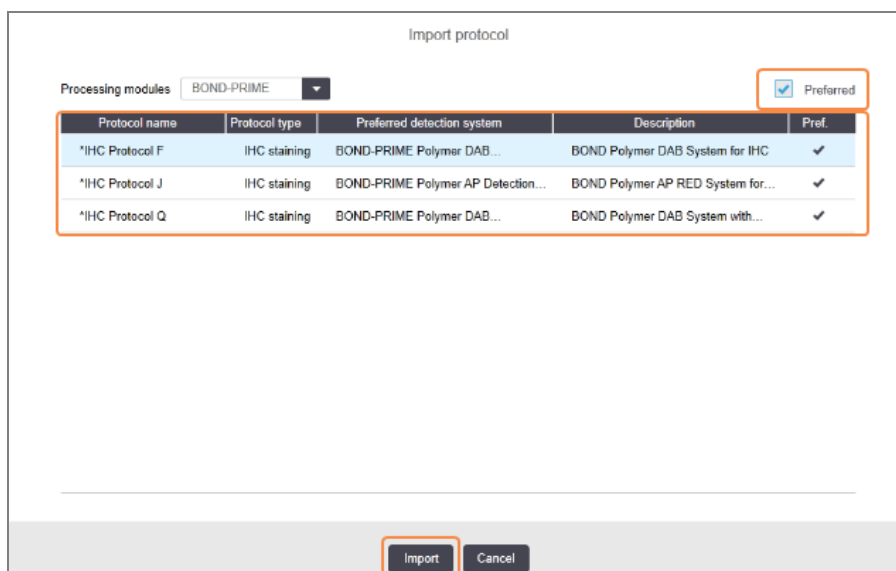 Import protocol
Processing modules BOND-PRIME Preferred
Protocol name Protocol type Preferred detection system Description Pref.
*IHC Protocol F IHC staining BOND-PRIME Polymer DAB... BOND Polymer DAB System for IHC
*IHC Protocol J IHC staining BOND-PRIME Polymer AP Detection... BOND Polymer AP RED System for...
*IHC Protocol Q IHC staining BOND-PRIME Polymer DAB... BOND Polymer DAB System with...
Import Cancel